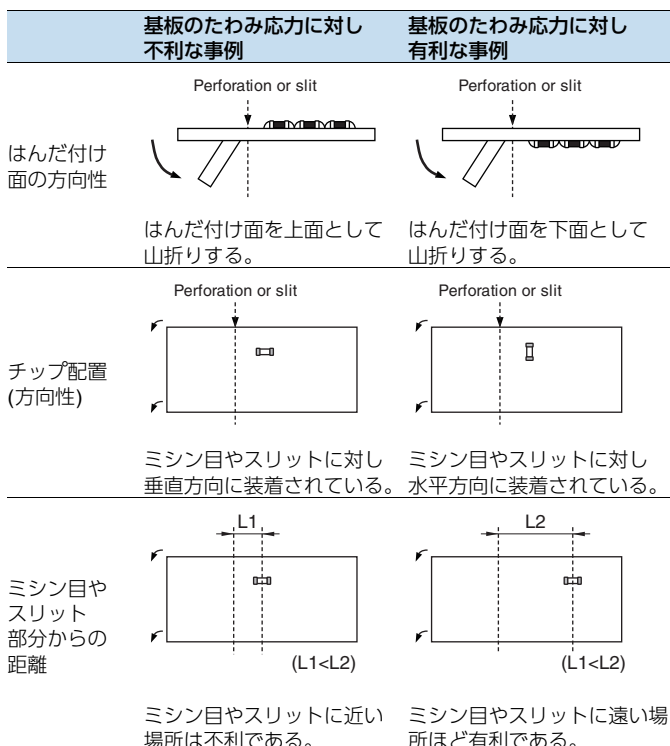 基板のたわみ応力に対し
不利な事例
基板のたわみ応力に対し
有利な事例
はんだ付け
面の方向性
Perforation or slit
はんだ付け面を上面として
山折りする。
Perforation or slit
はんだ付け面を下面として
山折りする。
チップ配置
(方向性)
Perforation or slit
ミシン目やスリットに対し
垂直方向に装着されている。
Perforation or slit
ミシン目やスリットに対し
水平方向に装着されている。
ミシン目や
スリット
部分からの
距離
L1
(L1<L2)
ミシン目やスリットに近い
場所は不利である。
L2
(L1<L2)
ミシン目やスリットに遠い場
所ほど有利である。